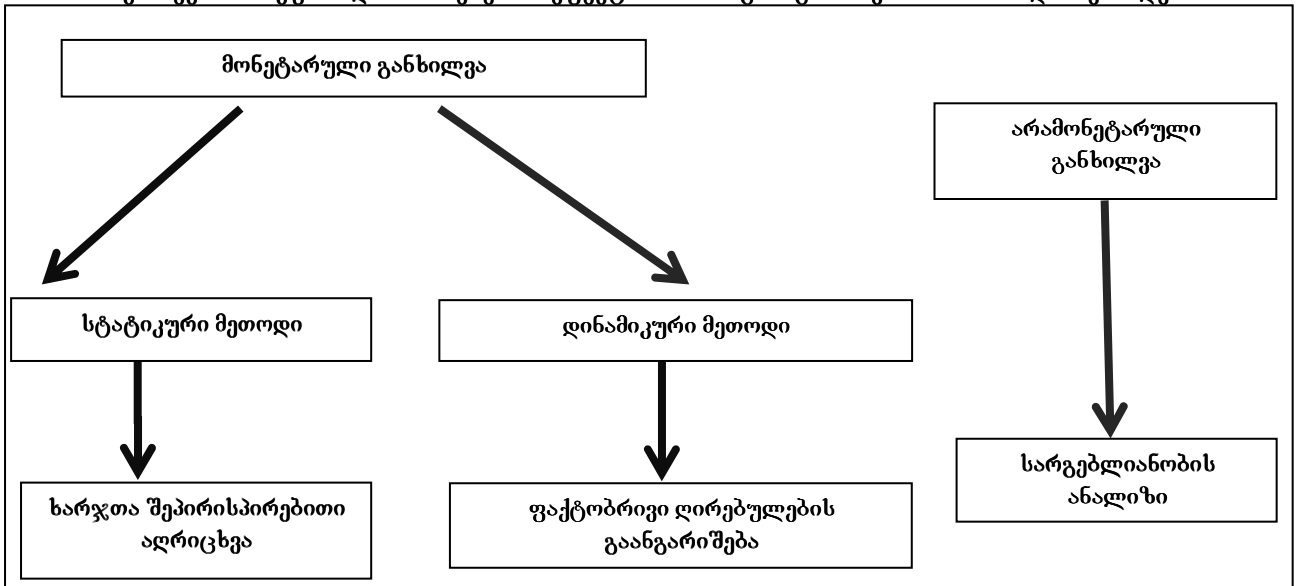 მონეტარული განხილვა
არამონეტარული
განხილვა
სტატიკური მეთოდი
დინამიკური მეთოდი
ხარჯთა შეპირისპირებითი
აღრიცხვა
ფაქტობრივი ღირებულების
გაანგარიშება
სარგებლიანობის
ანალიზი